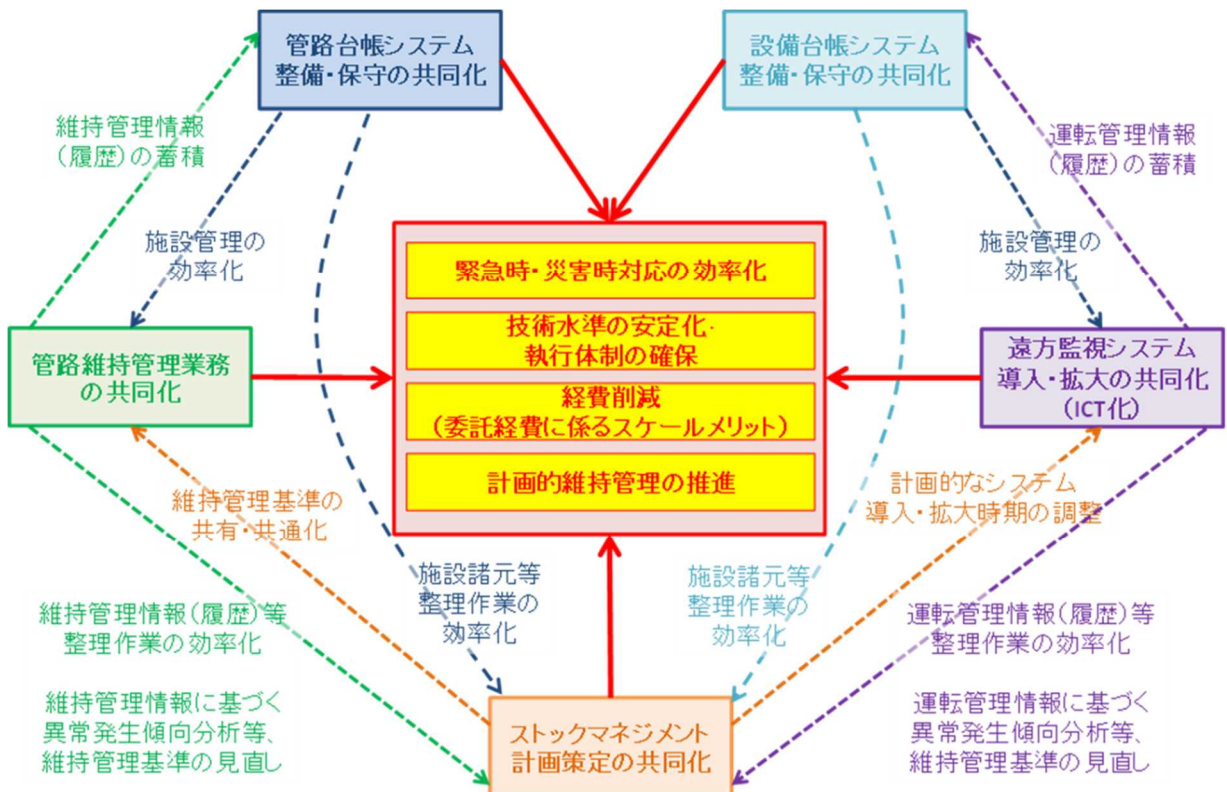 管路台帳システム
整備・保守の共同化
設備台帳システム
整備・保守の共同化
維持管理情報
(履歴)の蓄積
運転管理情報
(履歴)の蓄積
施設管理の
効率化
施設管理の
効率化
緊急時・災害時対応の効率化
技術水準の安定化・
執行体制の確保
経費削減
(委託経費に係るスケールメリット)
計画的維持管理の推進
管路維持管理業務
の共同化
遠方監視システム
導入・拡大の共同化
(ICT化)
維持管理基準の
共有・共通化
計画的なシステム
導入・拡大時期の調整
施設諸元等
整理作業の
効率化
施設諸元等
整理作業の
効率化
維持管理情報(履歴)等
整理作業の効率化
運転管理情報(履歴)等
整理作業の効率化
維持管理情報に基づく
異常発生傾向分析等、
維持管理基準の見直し
運転管理情報に基づく
異常発生傾向分析等、
維持管理基準の見直し
ストックマネジメント
計画策定の共同化